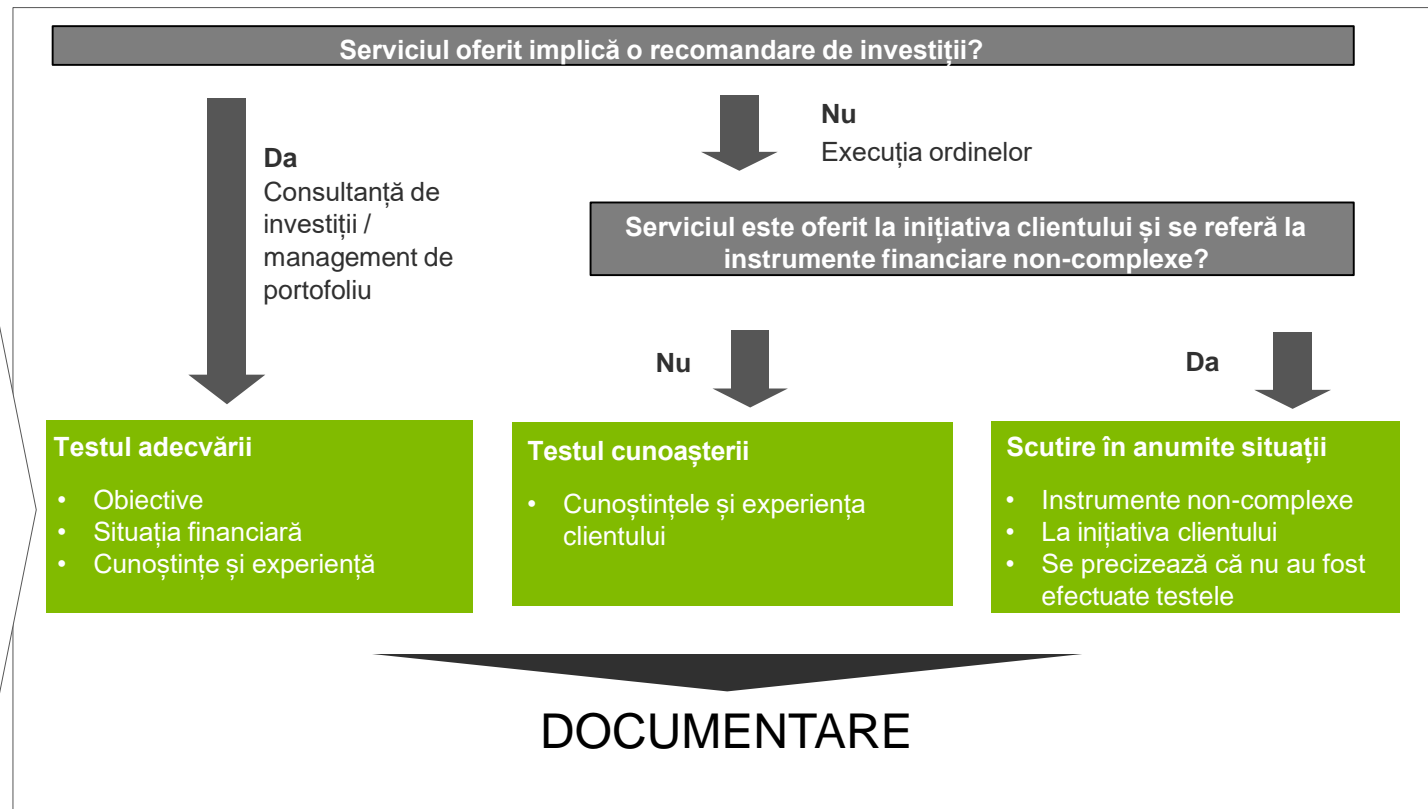 Serviciul oferit implică o recomandare de investiții?
Da
Consultanță de
investiții /
management de
portofoliu
Nu
Execuția ordinelor
Serviciul este oferit la inițiativa clientului și se referă la
instrumente financiare non-complexe?
Nu
Da
Testul adecvării
• Obiective
• Situația financiară
• Cunoștințe și experiență
Testul cunoașterii
• Cunoștințele și experiența
clientului
Scutire în anumite situații
• Instrumente non-complexe
• La inițiativa clientului
• Se precizează că nu au fost
efectuate testele
DOCUMENTARE